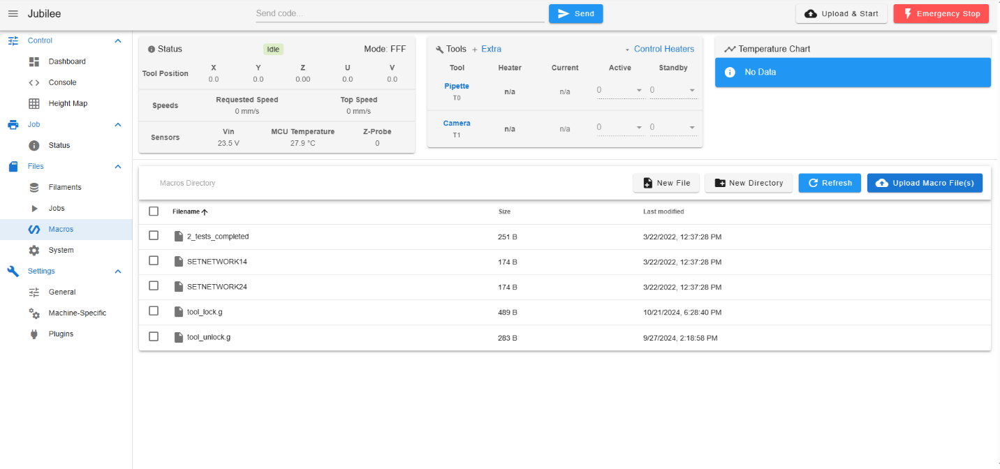 Jubilee
Send code...
Send
Upload & Start
Emergency Stop
Control
Dashboard
Console
Height Map
Job
Status
Files
Filaments
Jobs
Macros
System
Settings
General
Machine-Specific
Plugins
Status Idle Mode: FFF
Tool Position X Y Z U V
0.0 0.0 0.00 0.0 0.0
Speeds Requested Speed Top Speed
0 mm/s 0 mm/s
Sensors Vin MCU Temperature Z-Probe
23.5 V 27.9 °C 0
Tools + Extra Control Heaters
Tool Heater Current Active Standby
Pipette n/a n/a 0 0
T0
Camera n/a n/a 0 0
T1
Temperature Chart
No Data
Macros Directory New File New Directory Refresh Upload Macro File(s)
Filename Size Last modified
2_tests_completed 251 B 3/22/2022, 12:37:28 PM
SETNETWORK14 174 B 3/22/2022, 12:37:28 PM
SETNETWORK24 174 B 3/22/2022, 12:37:28 PM
tool_lock.g 489 B 10/21/2024, 6:28:40 PM
tool_unlock.g 283 B 9/27/2024, 2:18:58 PM